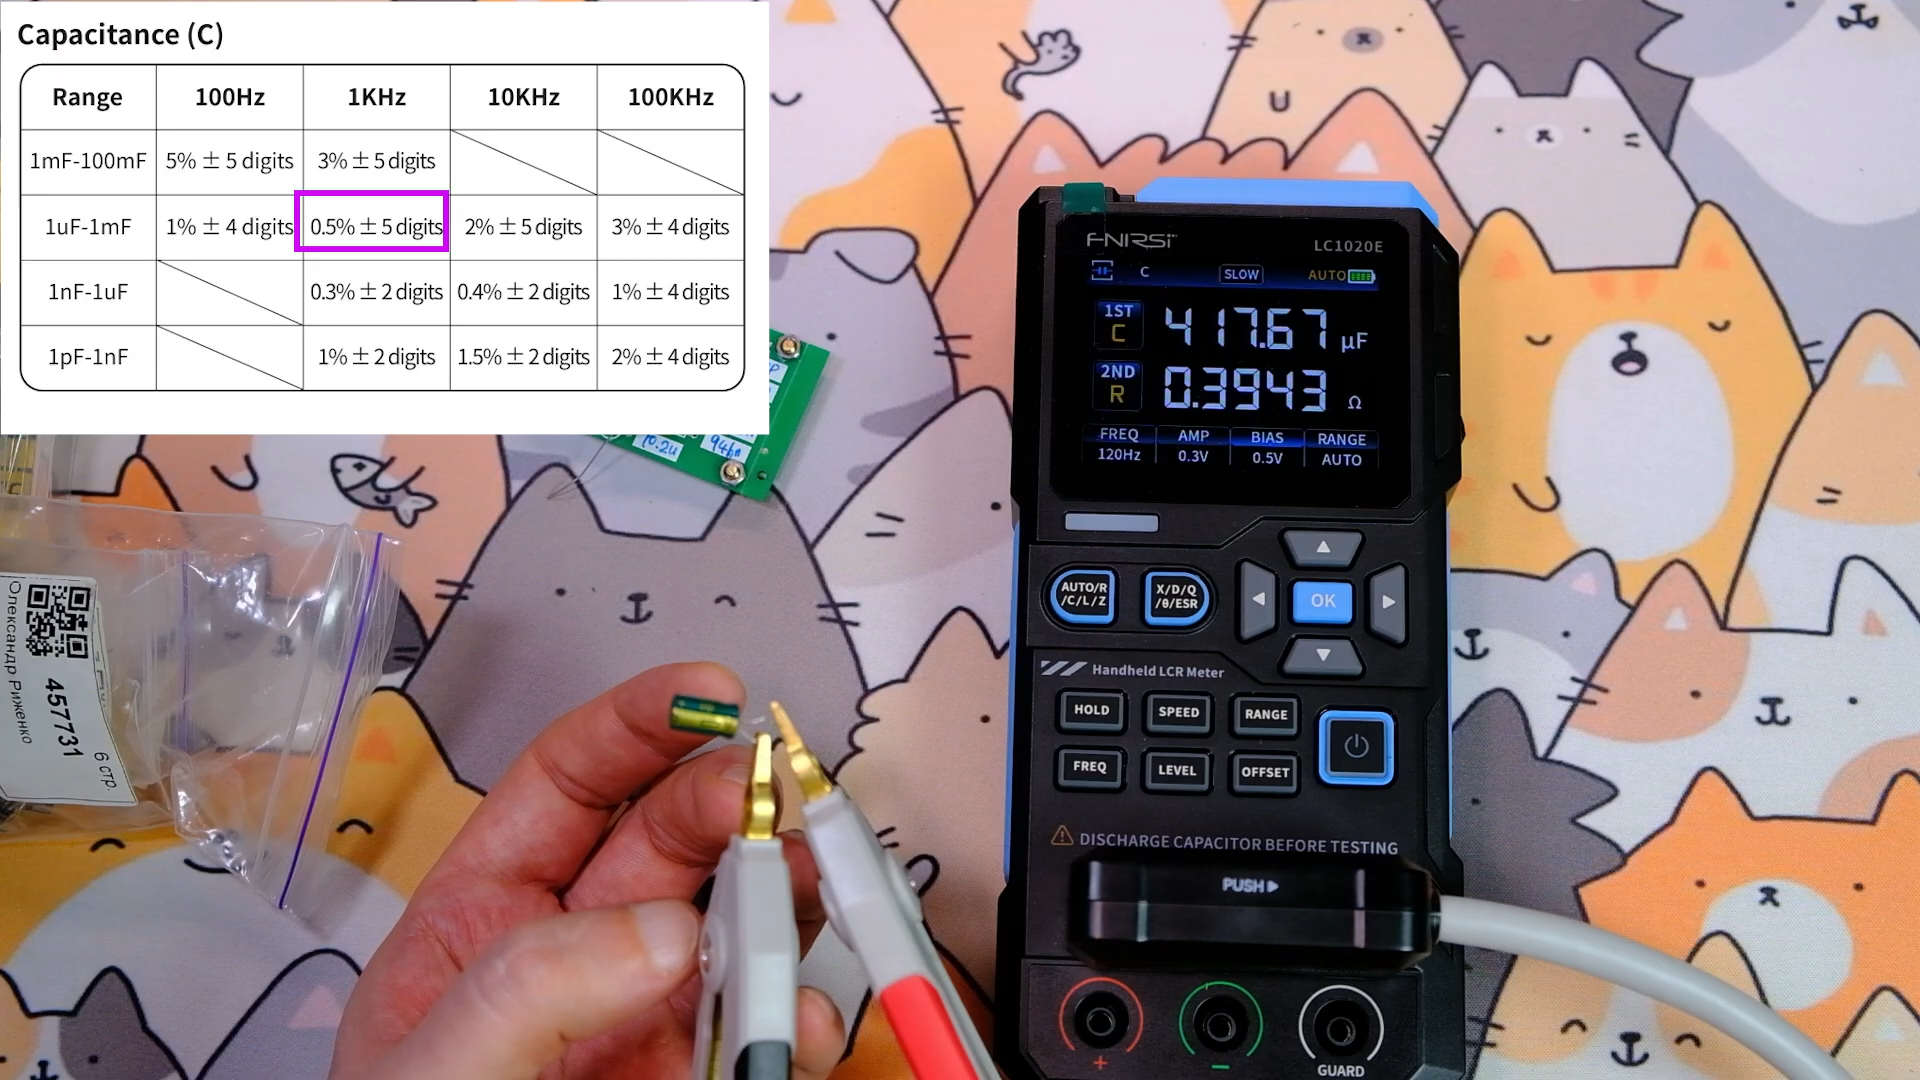 Capacitance (C)
Range 100Hz 1KHz 10KHz 100KHz
1mF-100mF 5% ± 5 digits 3% ± 5 digits
1uF-1mF 1% ± 4 digits 0.5% ± 5 digits 2% ± 5 digits 3% ± 4 digits
1nF-1uF 0.3% ± 2 digits 0.4% ± 2 digits 1% ± 4 digits
1pF-1nF 1% ± 2 digits 1.5% ± 2 digits 2% ± 4 digits
10.2u
Олександр Риженко
457731
6 стр.
FNIRSI LC1020E
C SLOW AUTO
1ST C 417.67 µF
2ND R 0.3943 Ω
FREQ AMP BIAS RANGE
120Hz 0.3V 0.5V AUTO
AUTO/R
/C/L/Z
X/D/Q
/θ/ESR
OK
Handheld LCR Meter
HOLD SPEED RANGE
FREQ LEVEL OFFSET
DISCHARGE CAPACITOR BEFORE TESTING
PUSH
+ − GUARD